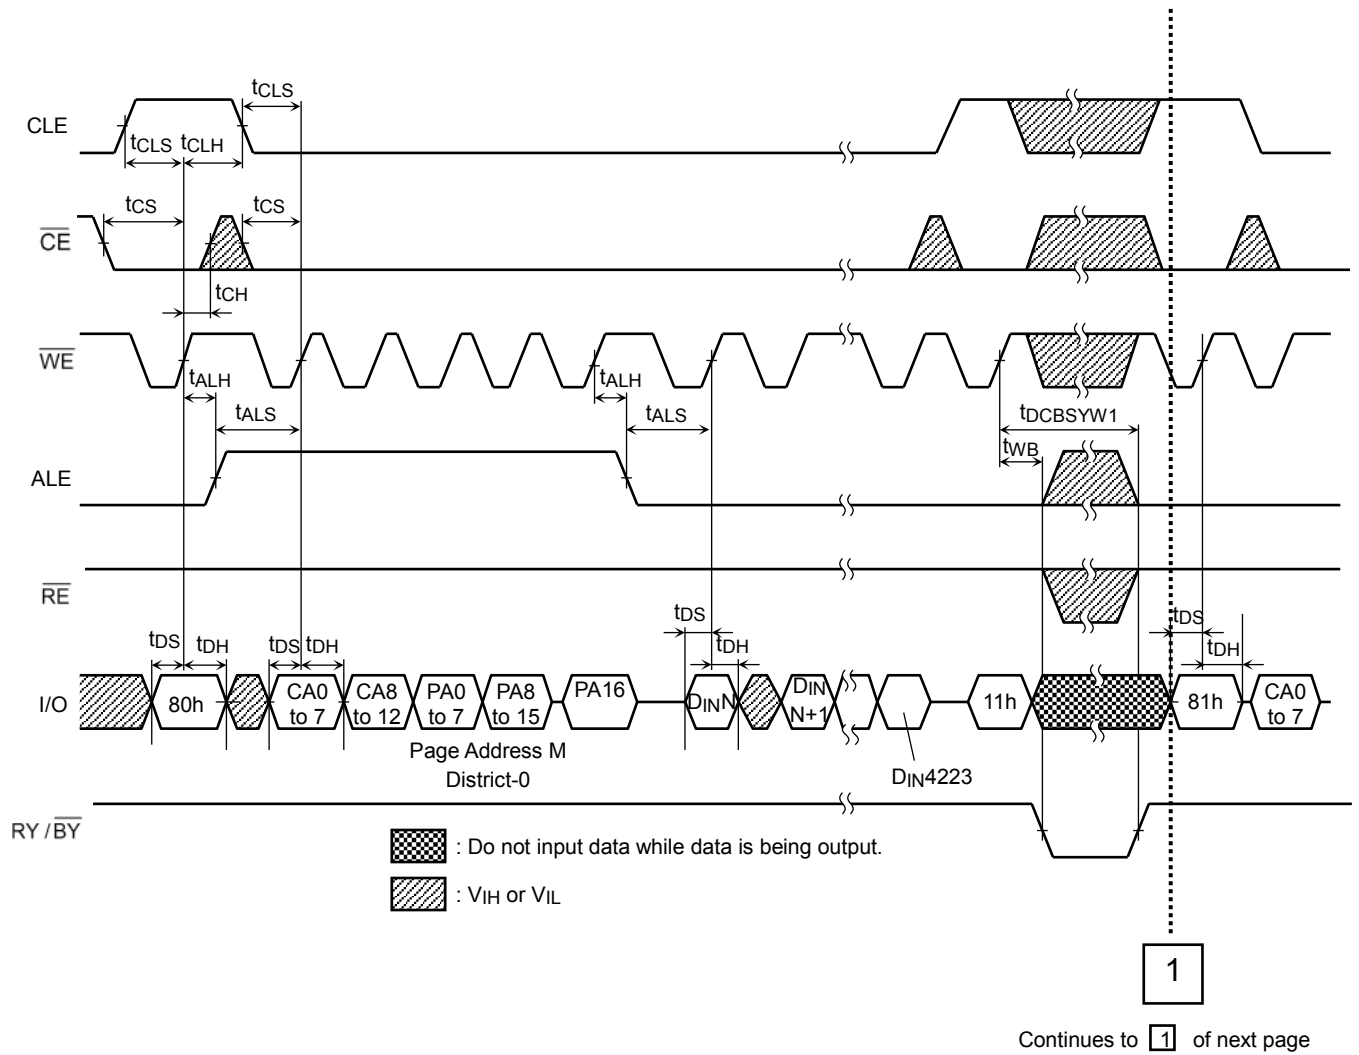 tCLS
CLE
tCLS tCLH
tCS tCS
CE
tCH
WE
tALH tALH
tALS tALS tDCBSYW1
tWB
ALE
RE
tDS tDH tDS tDH tDS tDH tDS tDH
I/O 80h CA0 to 7 CA8 to 12 PA0 to 7 PA8 to 15 PA16 DINN DIN N+1 11h 81h CA0 to 7
Page Address M
District-0
DIN4223
RY / BY
: Do not input data while data is being output.
: VIH or VIL
1
Continues to 1 of next page